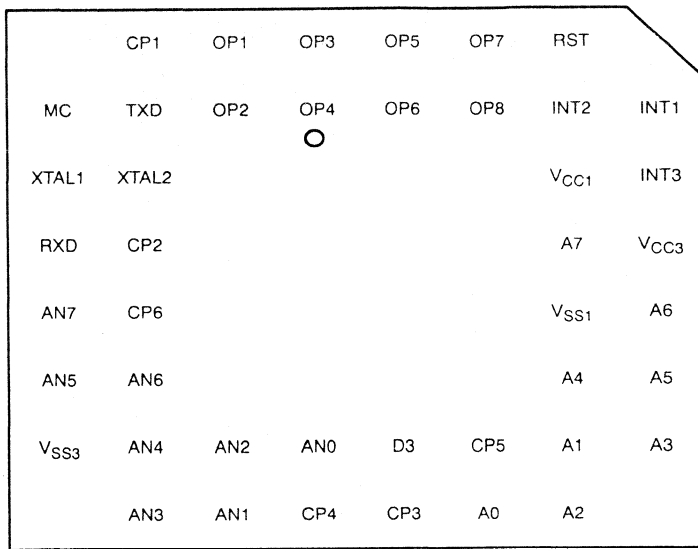 CP1 OP1 OP3 OP5 OP7 RST
MC TXD OP2 OP4 OP6 OP8 INT2 INT1
XTAL1 XTAL2 VCC1 INT3
RXD CP2 A7 VCC3
AN7 CP6 VSS1 A6
AN5 AN6 A4 A5
VSS3 AN4 AN2 AN0 D3 CP5 A1 A3
AN3 AN1 CP4 CP3 A0 A2